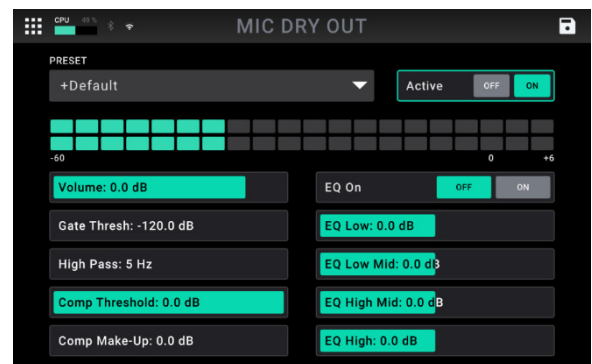 CPU 49 %
MIC DRY OUT
PRESET
+Default
Active OFF ON
-60 0 +6
Volume: 0.0 dB
EQ On OFF ON
Gate Thresh: -120.0 dB
EQ Low: 0.0 dB
High Pass: 5 Hz
EQ Low Mid: 0.0 dB
Comp Threshold: 0.0 dB
EQ High Mid: 0.0 dB
Comp Make-Up: 0.0 dB
EQ High: 0.0 dB